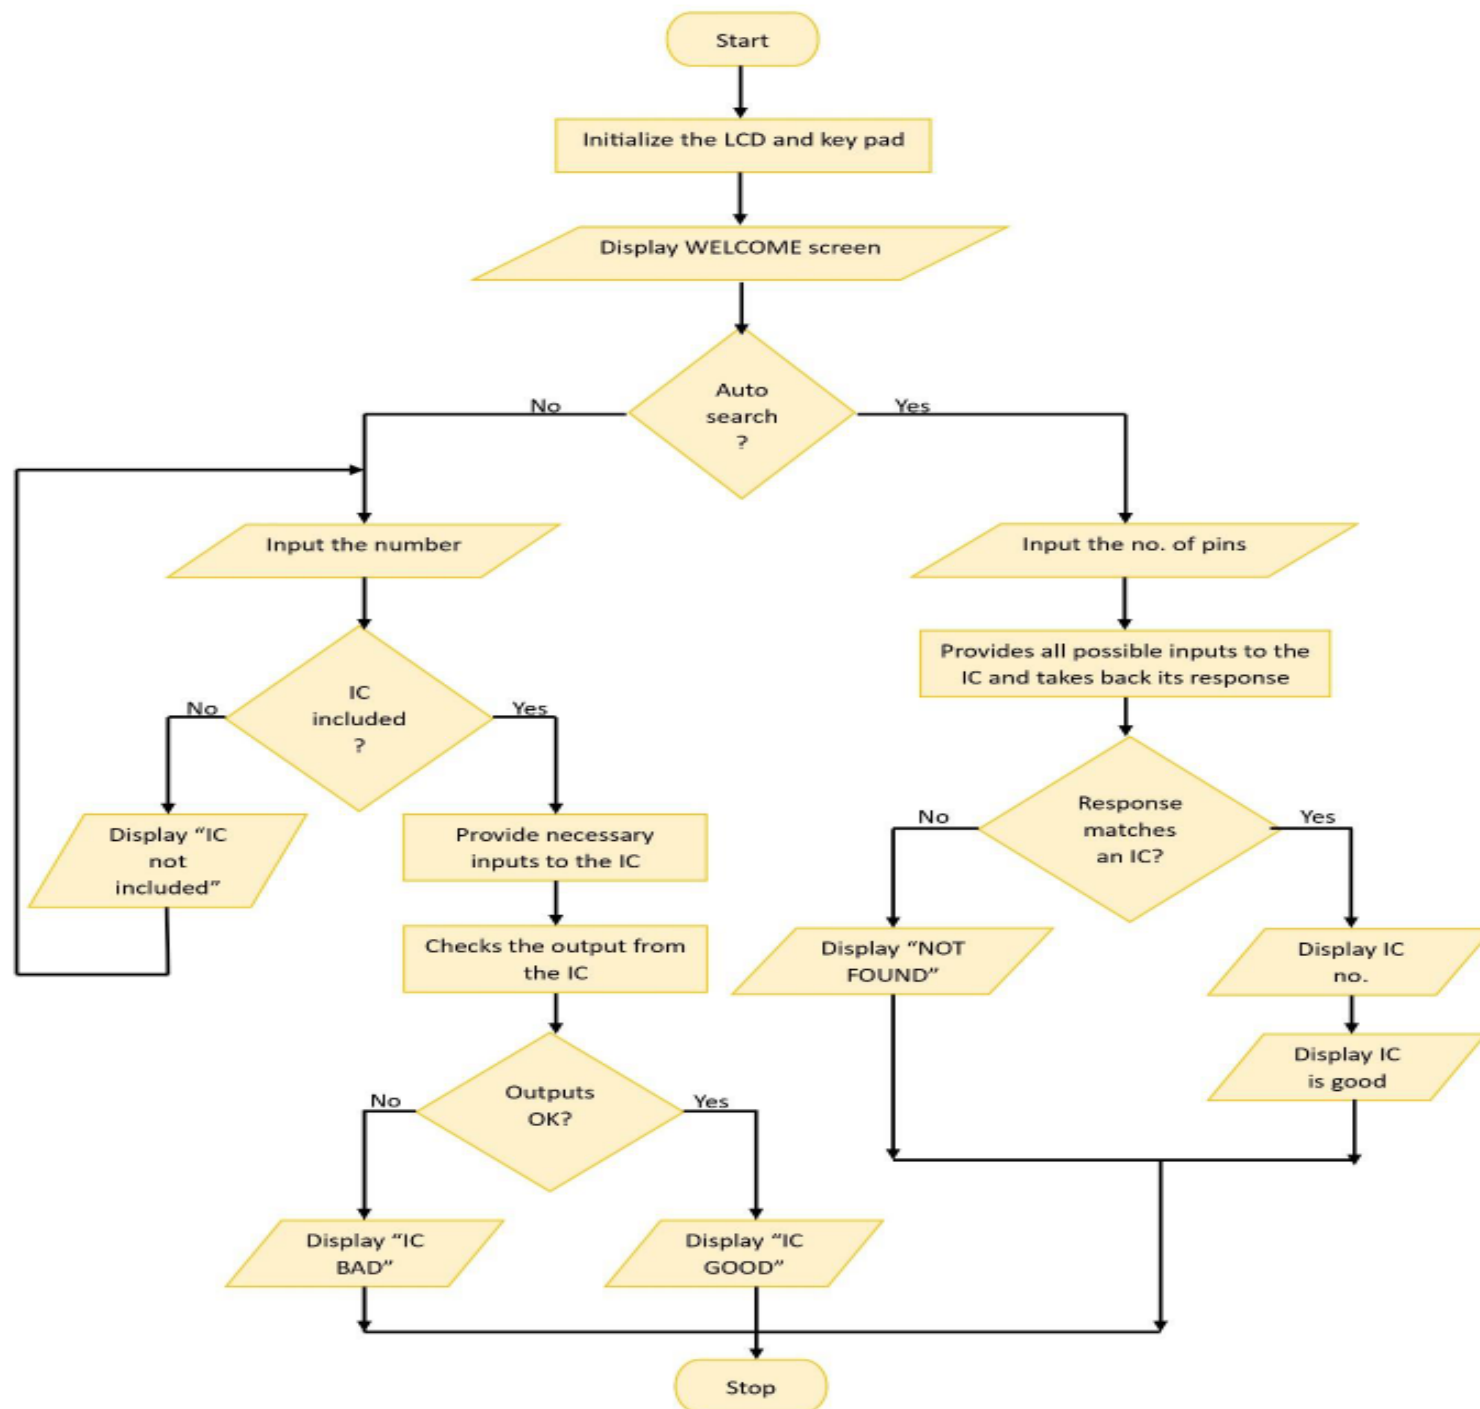 Start
Initialize the LCD and key pad
Display WELCOME screen
Auto
search
?
No
Yes
Input the number
Input the no. of pins
IC
included
?
No
Yes
Provides all possible inputs to the
IC and takes back its response
Display “IC
not
included”
Provide necessary
inputs to the IC
Response
matches
an IC?
No
Yes
Checks the output from
the IC
Display “NOT
FOUND”
Display IC
no.
Display IC
is good
Outputs
OK?
No
Yes
Display “IC
BAD”
Display “IC
GOOD”
Stop